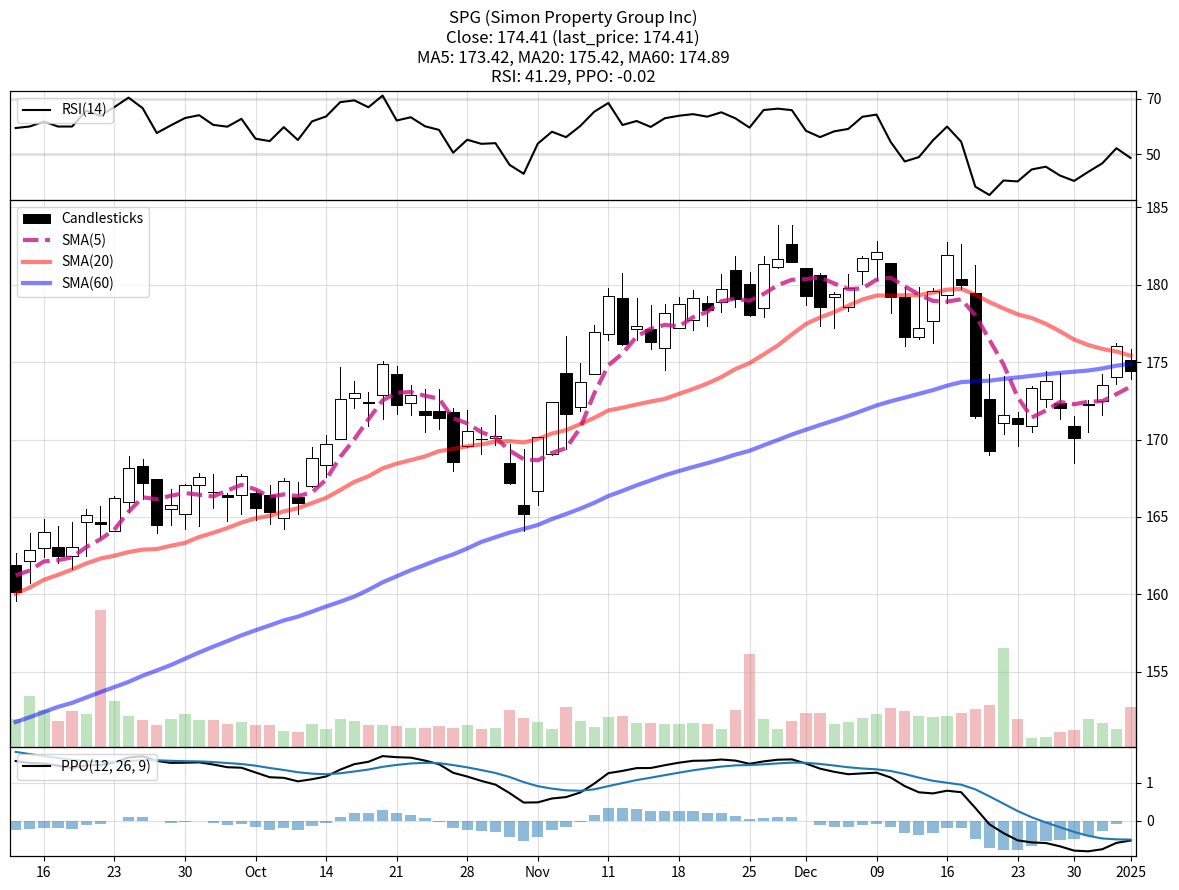 SPG (Simon Property Group Inc)
Close: 174.41 (last_price: 174.41)
MA5: 173.42, MA20: 175.42, MA60: 174.89
RSI: 41.29, PPO: -0.02
RSI(14)
70
50
Candlesticks
SMA(5)
SMA(20)
SMA(60)
185
180
175
170
165
160
155
PPO(12, 26, 9)
1
0
16 23 30 Oct 14 21 28 Nov 11 18 25 Dec 09 16 23 30 2025